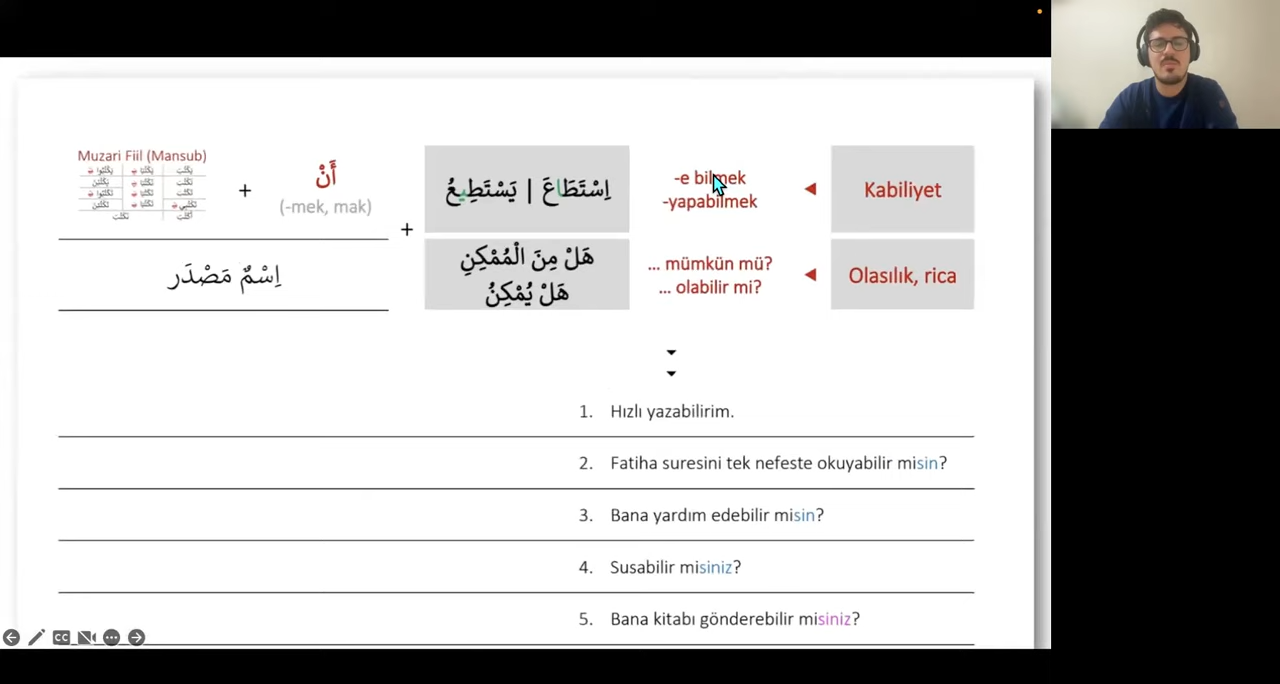 Muzari Fiil (Mansub)
+
أَنْ
(-mek, mak)
+
اِسْتَطَاعَ | يَسْتَطِيعُ
-e bilmek
-yapabilmek
Kabiliyet
اِسْمٌ مَصْدَر
هَلْ مِنَ الْمُمْكِنِ
هَلْ يُمْكِنُ
... mümkün mü?
... olabilir mi?
Olasılık, rica
1. Hızlı yazabilirim.
2. Fatiha suresini tek nefeste okuyabilir misin?
3. Bana yardım edebilir misin?
4. Susabilir misiniz?
5. Bana kitabı gönderebilir misiniz?
CC